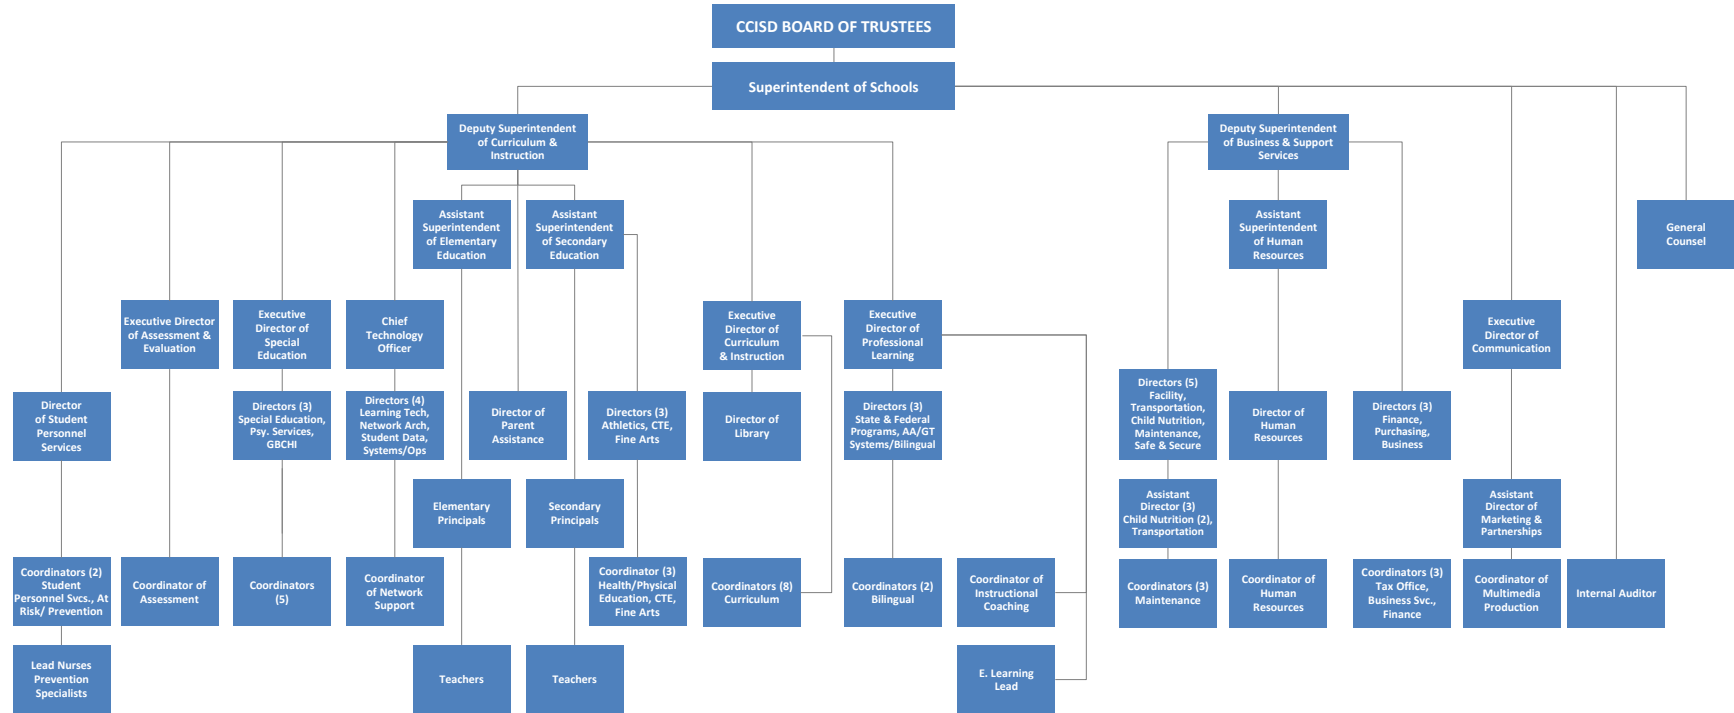 CCISD BOARD OF TRUSTEES
Superintendent of Schools
Deputy Superintendent
of Curriculum &
Instruction
Deputy Superintendent
of Business & Support
Services
Assistant
Superintendent
of Elementary
Education
Assistant
Superintendent
of Secondary
Education
Assistant
Superintendent
of Human
Resources
General
Counsel
Executive Director
of Assessment &
Evaluation
Executive
Director of
Special
Education
Chief
Technology
Officer
Executive
Director of
Curriculum
& Instruction
Executive
Director of
Professional
Learning
Executive
Director of
Communication
Director
of Student
Personnel
Services
Directors (3)
Special Education,
Psy. Services,
GBCHI
Directors (4)
Learning Tech,
Network Arch,
Student Data,
Systems/Ops
Director of
Parent
Assistance
Directors (3)
Athletics, CTE,
Fine Arts
Director of
Library
Directors (3)
State & Federal
Programs, AA/GT
Systems/Bilingual
Directors (5)
Facility,
Transportation,
Child Nutrition,
Maintenance,
Safe & Secure
Director of
Human
Resources
Directors (3)
Finance,
Purchasing,
Business
Elementary
Principals
Secondary
Principals
Assistant
Director (3)
Child Nutrition (2),
Transportation
Assistant
Director of
Marketing &
Partnerships
Coordinators (2)
Student
Personnel Svcs., At
Risk/ Prevention
Coordinator of
Assessment
Coordinators
(5)
Coordinator
of Network
Support
Coordinator (3)
Health/Physical
Education, CTE,
Fine Arts
Coordinators (8)
Curriculum
Coordinators (2)
Bilingual
Coordinator of
Instructional
Coaching
Coordinators (3)
Maintenance
Coordinator of
Human
Resources
Coordinators (3)
Tax Office,
Business Svc.,
Finance
Coordinator of
Multimedia
Production
Internal Auditor
Lead Nurses
Prevention
Specialists
Teachers
Teachers
E. Learning
Lead